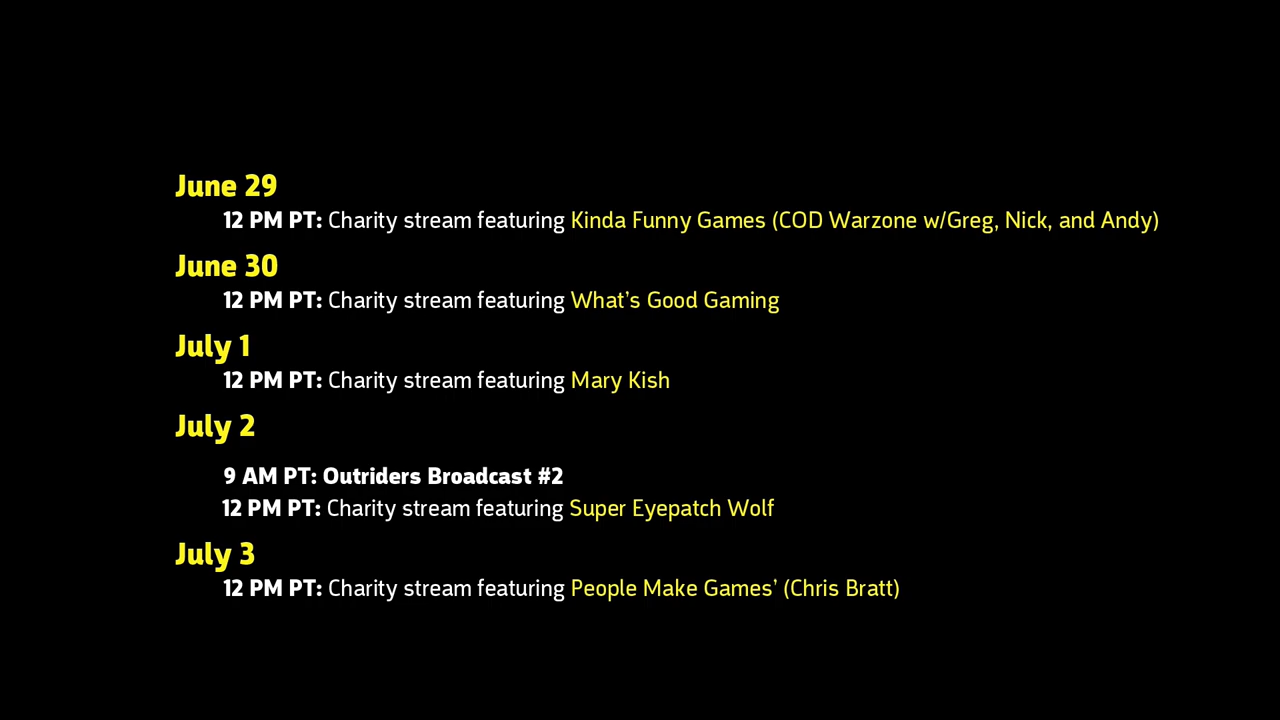 June 29
12 PM PT: Charity stream featuring Kinda Funny Games (COD Warzone w/Greg, Nick, and Andy)
June 30
12 PM PT: Charity stream featuring What's Good Gaming
July 1
12 PM PT: Charity stream featuring Mary Kish
July 2
9 AM PT: Outriders Broadcast #2
12 PM PT: Charity stream featuring Super Eyepatch Wolf
July 3
12 PM PT: Charity stream featuring People Make Games’ (Chris Bratt)